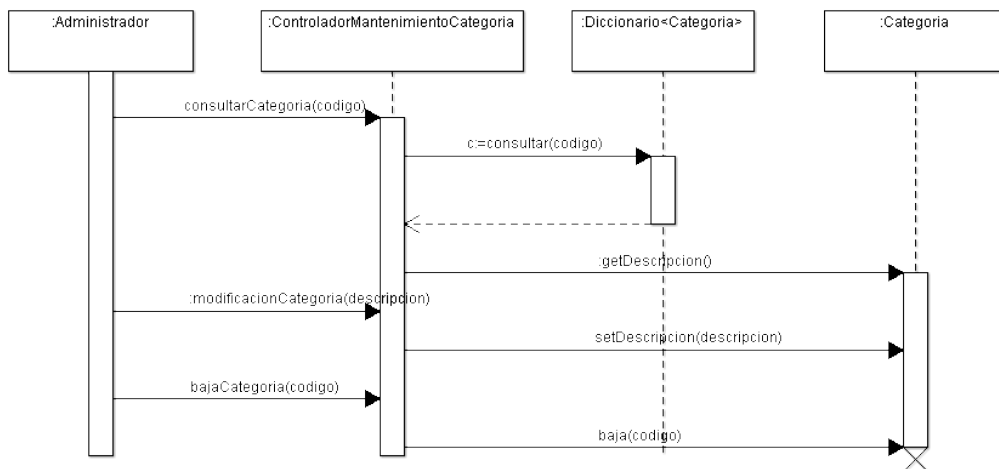 :Administrador
:ControladorMantenimientoCategoria
:Diccionario<Categoria>
:Categoria
consultarCategoria(codigo)
c:=consultar(codigo)
:getDescripcion()
:modificacionCategoria(descripcion)
setDescripcion(descripcion)
bajaCategoria(codigo)
baja(codigo)